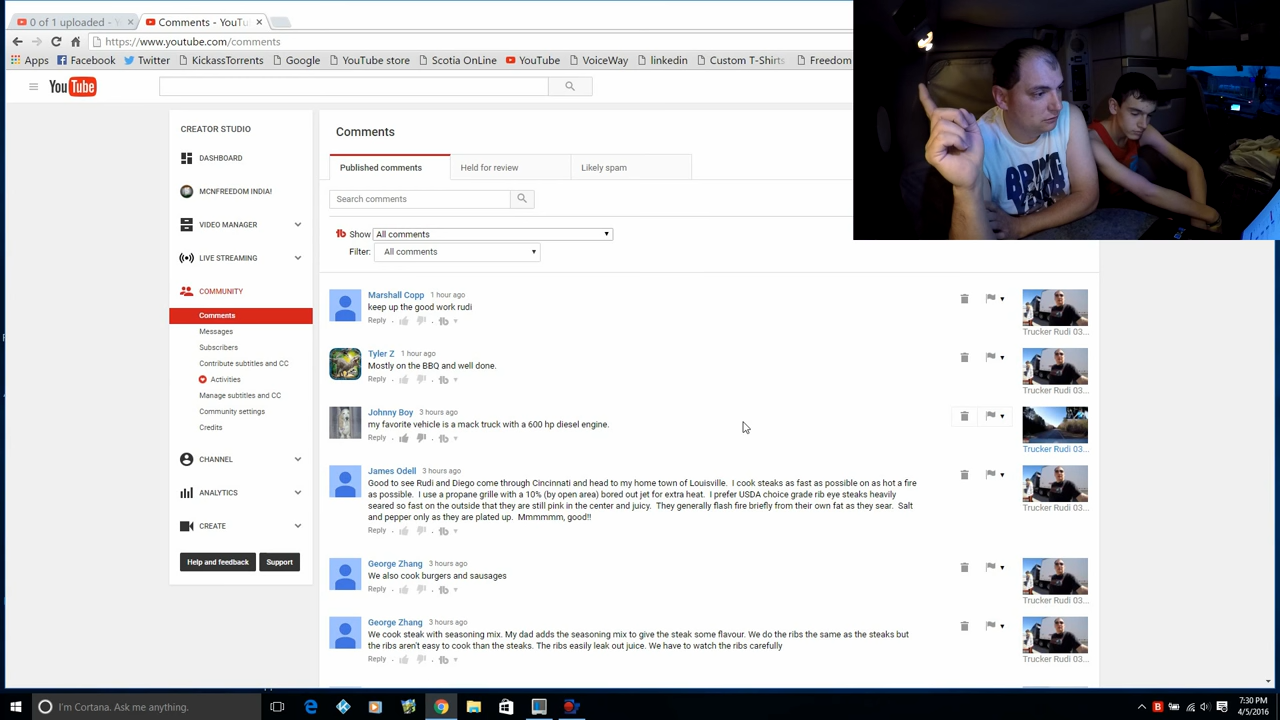 0 of 1 uploaded - Y
Comments - YouTu
https://www.youtube.com/comments
Apps Facebook Twitter KickassTorrents Google YouTube store Scotia OnLine YouTube VoiceWay linkedin Custom T-Shirts Freedom
YouTube
CREATOR STUDIO
DASHBOARD
MCNFREEDOM INDIA!
VIDEO MANAGER
LIVE STREAMING
COMMUNITY
Comments
Messages
Subscribers
Contribute subtitles and CC
Activities
Manage subtitles and CC
Community settings
Credits
CHANNEL
ANALYTICS
CREATE
Help and feedback Support
Comments
Published comments Held for review Likely spam
Search comments
Show All comments
Filter: All comments
Marshall Copp 1 hour ago
keep up the good work rudi
Reply
Trucker Rudi 03...
Tyler Z 1 hour ago
Mostly on the BBQ and well done.
Reply
Trucker Rudi 03...
Johnny Boy 3 hours ago
my favorite vehicle is a mack truck with a 600 hp diesel engine.
Reply
Trucker Rudi 03...
James Odell 3 hours ago
Good to see Rudi and Diego come through Cincinnati and head to my home town of Louisville. I cook steaks as fast as possible on as hot a fire
as possible. I use a propane grille with a 10% (by open area) bored out jet for extra heat. I prefer USDA choice grade rib eye steaks heavily
seared so fast on the outside that they are still pink in the center and juicy. They generally flash fire briefly from their own fat as they sear. Salt
and pepper only as they are plated up. Mmmmmm, good!!
Reply
Trucker Rudi 03...
George Zhang 3 hours ago
We also cook burgers and sausages
Reply
Trucker Rudi 03...
George Zhang 3 hours ago
We cook steak with seasoning mix. My dad adds the seasoning mix to give the steak some flavour. We do the ribs the same as the steaks but
the ribs aren't easy to cook than the steaks. The ribs easily leak out juice. We have to watch the ribs carefully
Reply
Trucker Rudi 03...
I'm Cortana. Ask me anything.
7:30 PM
4/5/2016